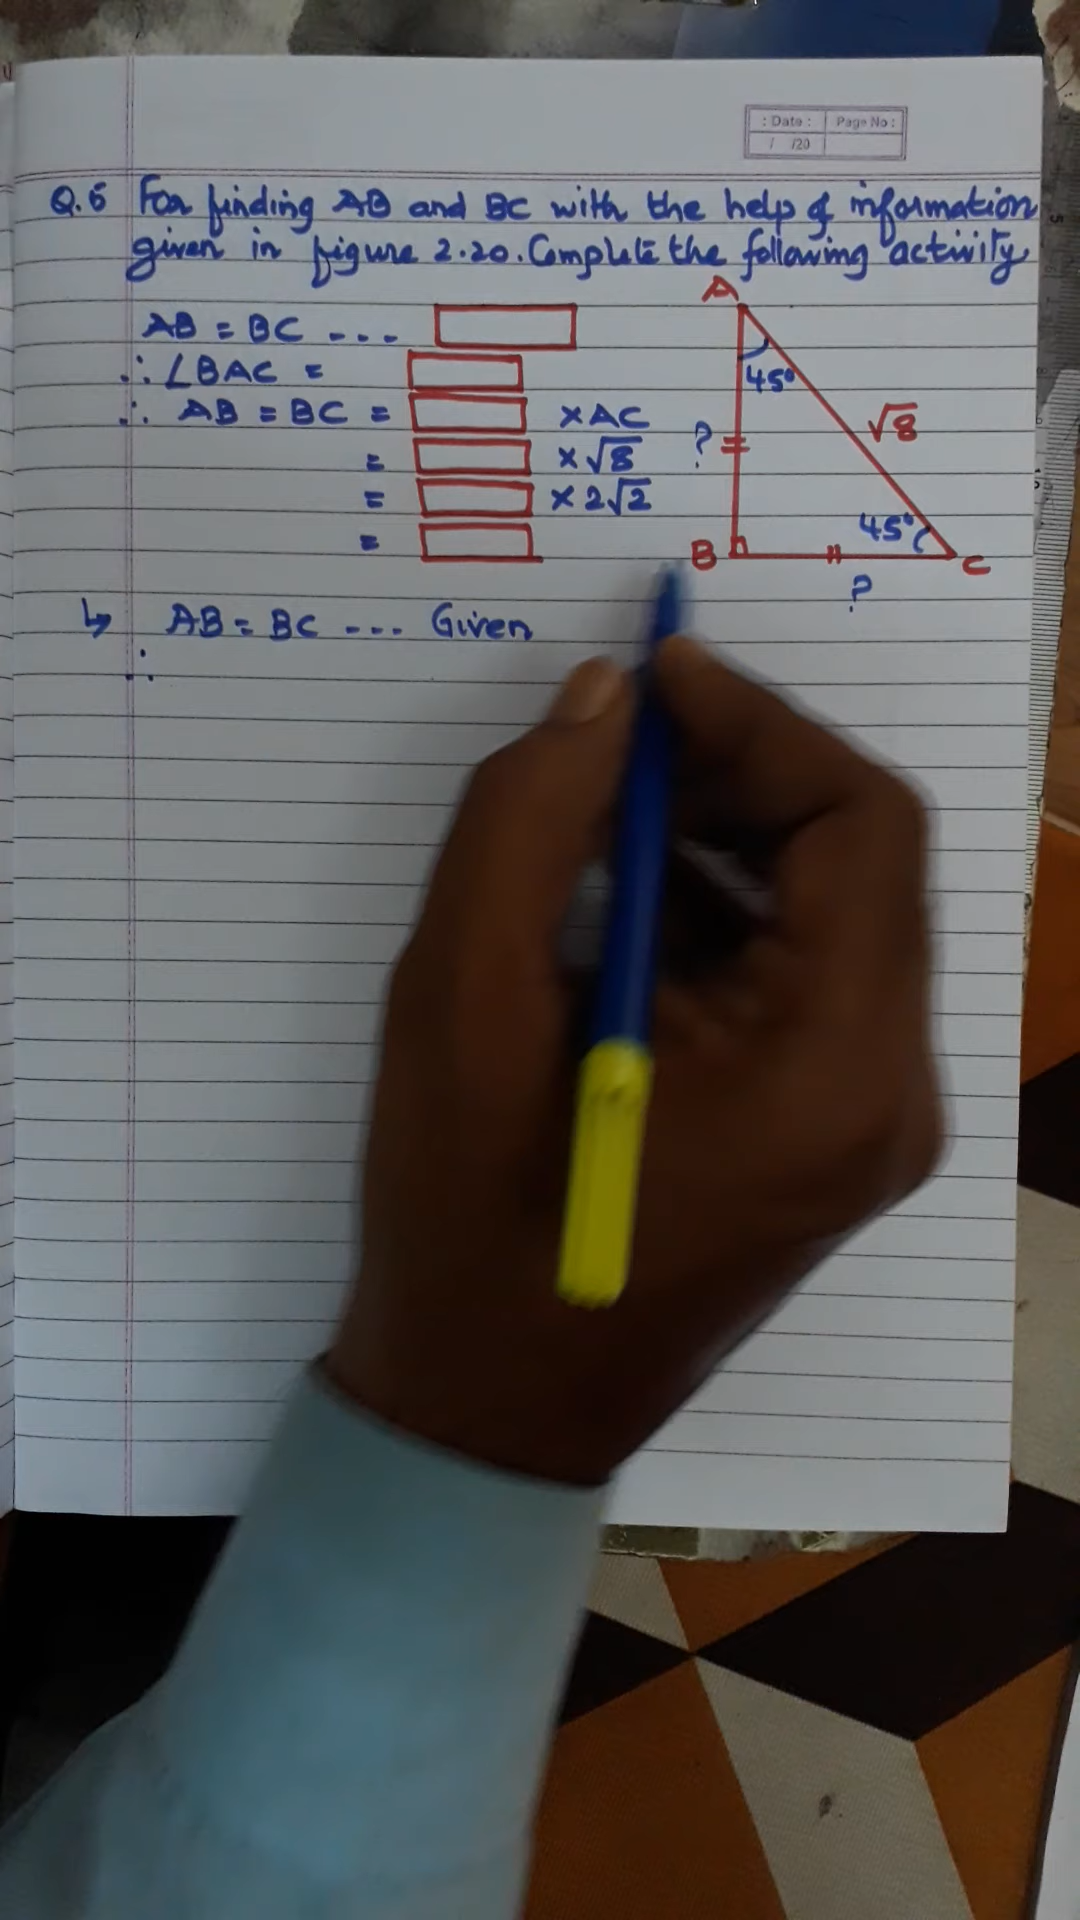 : Date :
Page No :
/ /20
Q.5 For finding AB and BC with the help of information
given in figure 2.20. Complete the following activity
AB = BC ---
∴ ∠BAC =
∴ AB = BC = × AC
= × √8
= × 2√2
=
A
45°
√8
?
45°
B
C
?
↳ AB = BC --- Given
∴